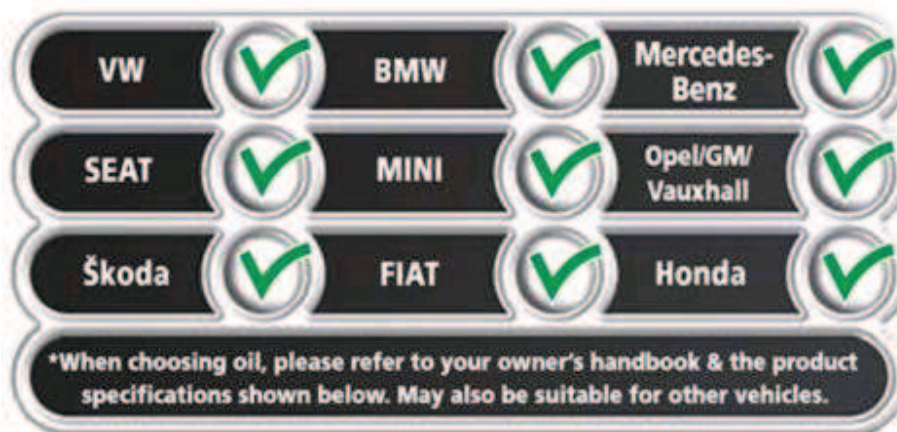 VW
BMW
Mercedes-
Benz
SEAT
MINI
Opel/GM/
Vauxhall
Škoda
FIAT
Honda
*When choosing oil, please refer to your owner's handbook & the product
specifications shown below. May also be suitable for other vehicles.